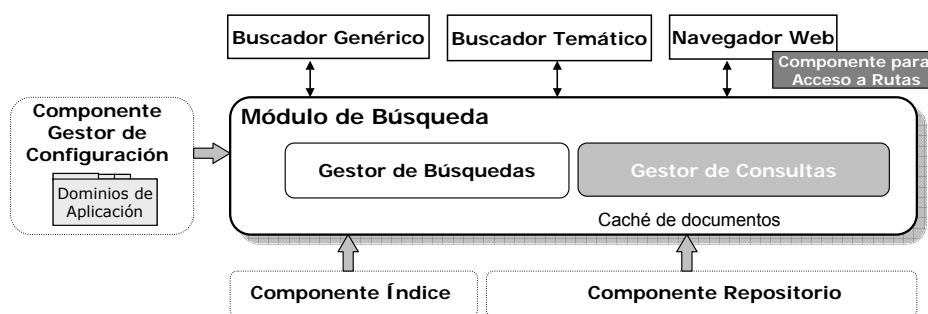 Buscador Genérico
Buscador Temático
Navegador Web
Componente para
Acceso a Rutas
Componente
Gestor de
Configuración
Dominios de
Aplicación
Módulo de Búsqueda
Gestor de Búsquedas
Gestor de Consultas
Caché de documentos
Componente Índice
Componente Repositorio